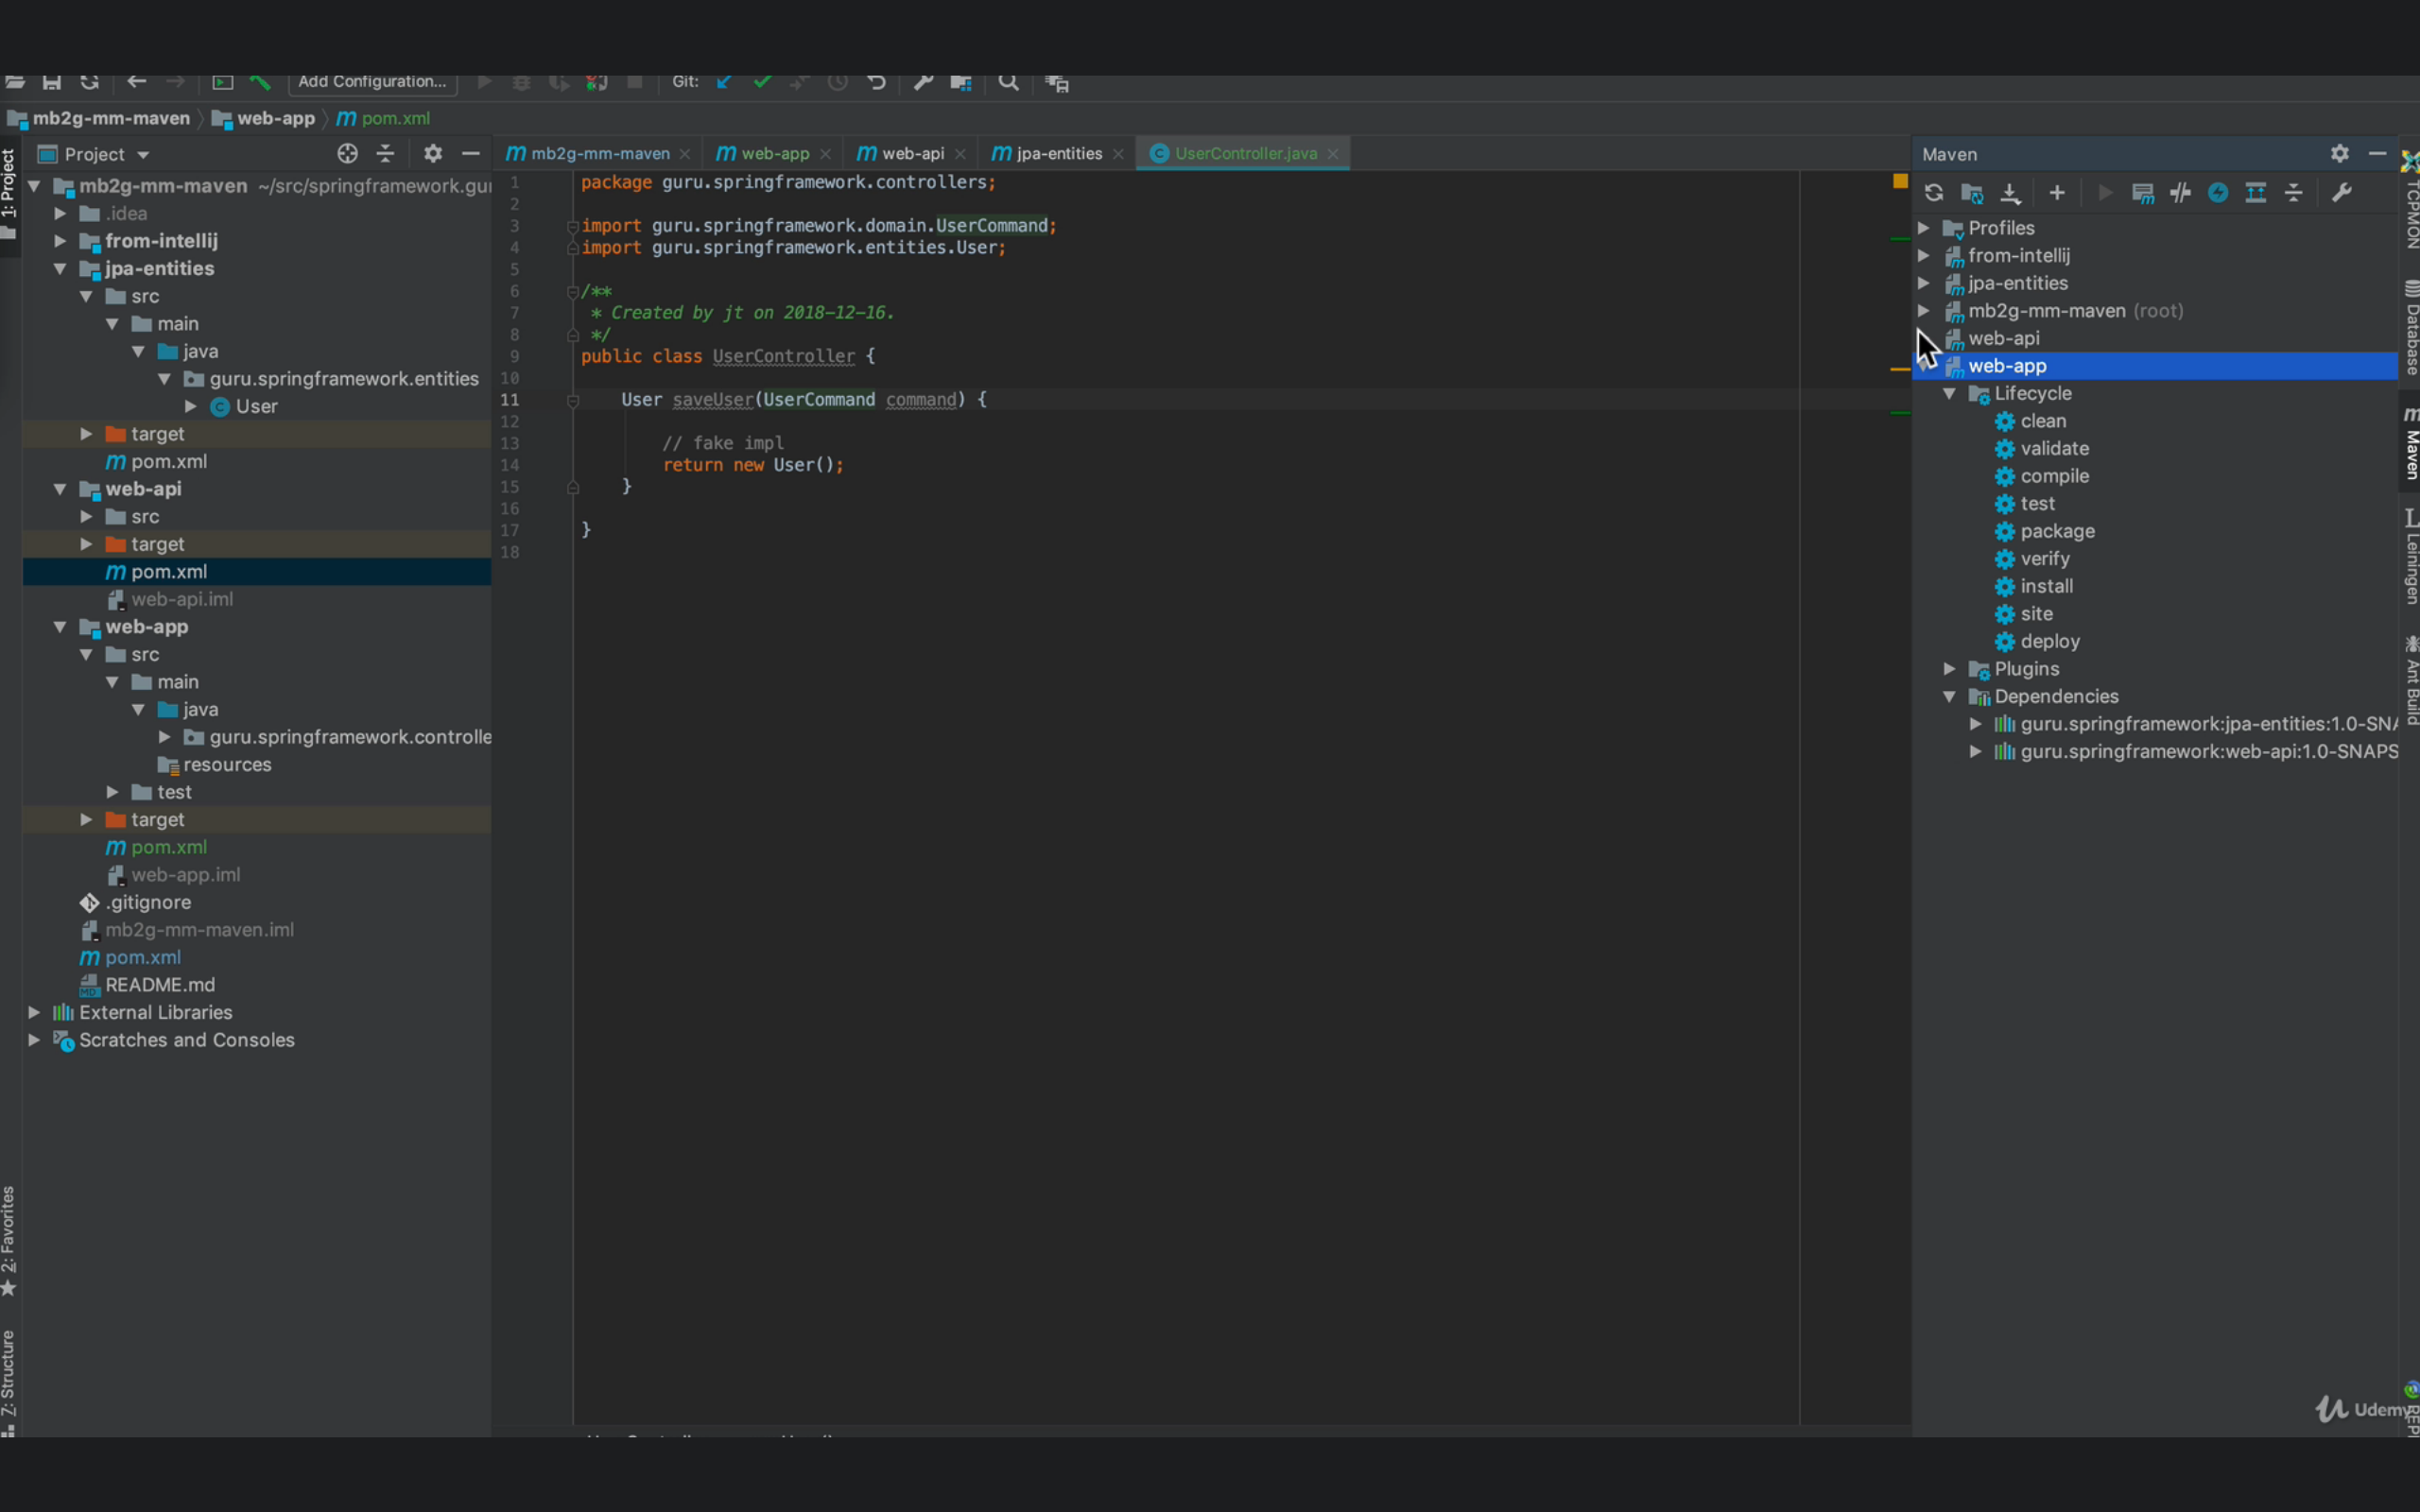 Add Configuration...
Git:
mb2g-mm-maven
web-app
pom.xml
1: Project
Project
mb2g-mm-maven ~/src/springframework.gu
.idea
from-intellij
jpa-entities
src
main
java
guru.springframework.entities
User
target
pom.xml
web-api
src
target
pom.xml
web-api.iml
web-app
src
main
java
guru.springframework.controlle
resources
test
target
pom.xml
web-app.iml
.gitignore
mb2g-mm-maven.iml
pom.xml
README.md
External Libraries
Scratches and Consoles
2: Favorites
7: Structure
mb2g-mm-maven
web-app
web-api
jpa-entities
UserController.java
1 package guru.springframework.controllers;
2
3 import guru.springframework.domain.UserCommand;
4 import guru.springframework.entities.User;
5
6 /**
7 * Created by jt on 2018-12-16.
8 */
9 public class UserController {
10
11 User saveUser(UserCommand command) {
12
13 // fake impl
14 return new User();
15 }
16
17 }
18
Maven
Profiles
from-intellij
jpa-entities
mb2g-mm-maven (root)
web-api
web-app
Lifecycle
clean
validate
compile
test
package
verify
install
site
deploy
Plugins
Dependencies
guru.springframework:jpa-entities:1.0-SNA
guru.springframework:web-api:1.0-SNAPS
TCPMON
Database
Maven
Leiningen
Ant Build
Udemy